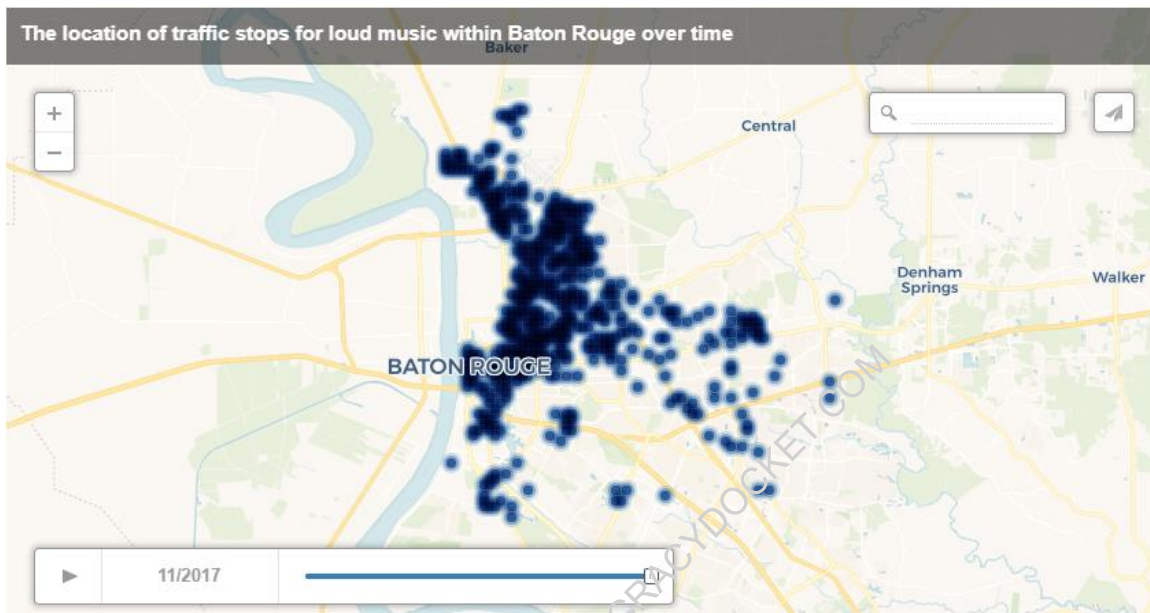 The location of traffic stops for loud music within Baton Rouge over time
Baker
+
−
Central
Denham
Springs
Walker
BATON ROUGE
11/2017